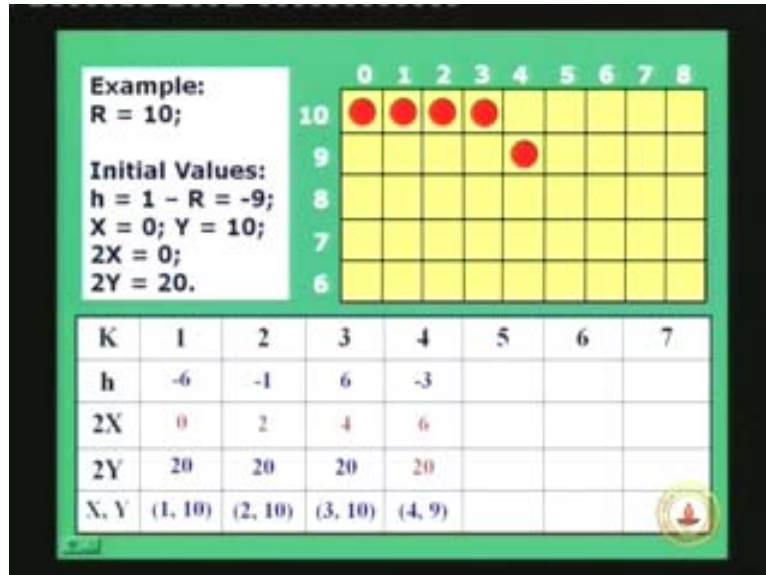 Example:
R = 10;
Initial Values:
h = 1 – R = -9;
X = 0; Y = 10;
2X = 0;
2Y = 20.
0 1 2 3 4 5 6 7 8
10
9
8
7
6
K 1 2 3 4 5 6 7
h -6 -1 6 -3
2X 0 2 4 6
2Y 20 20 20 20
X, Y (1, 10) (2, 10) (3, 10) (4, 9)